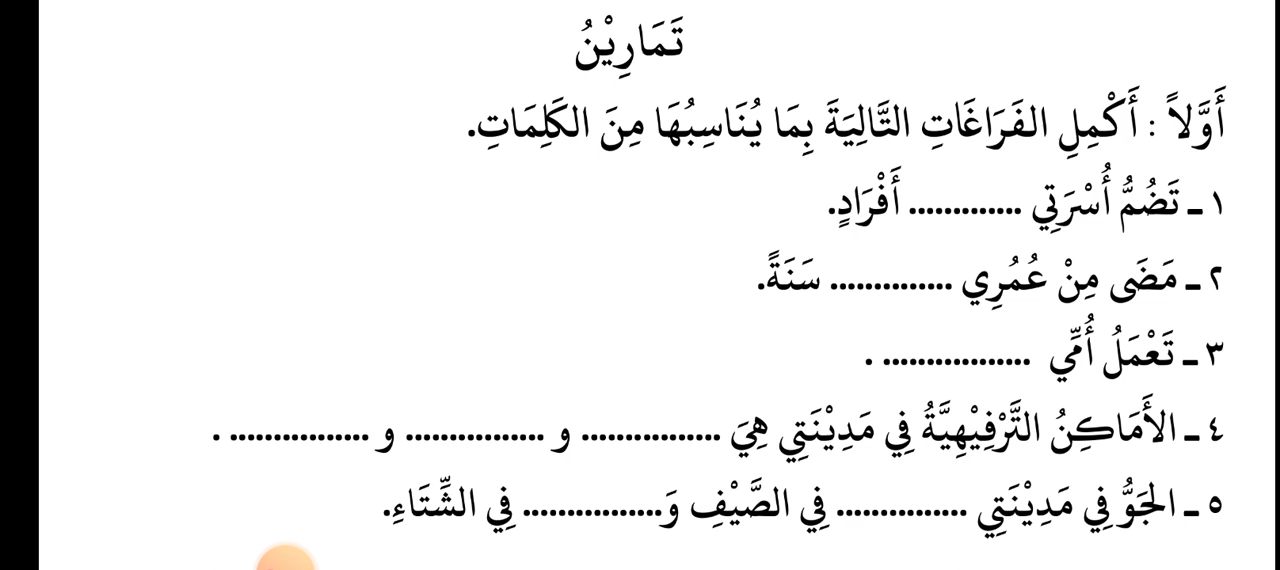 تَمَارِيْنُ
أَوَّلاً : أَكْمِلِ الفَرَاغَاتِ التَّالِيَةَ بِمَا يُنَاسِبُهَا مِنَ الكَلِمَاتِ.
١ ـ تَضُمُّ أُسْرَتِي ............. أَفْرَادٍ.
٢ ـ مَضَى مِنْ عُمُرِي .............. سَنَةً.
٣ ـ تَعْمَلُ أُمِّي ................. .
٤ ـ الأَمَاكِنُ التَّرْفِيْهِيَّةُ فِي مَدِيْنَتِي هِيَ ................ و ................ و ................ .
٥ ـ الجَوُّ فِي مَدِيْنَتِي ............... فِي الصَّيْفِ وَ................ فِي الشِّتَاءِ.